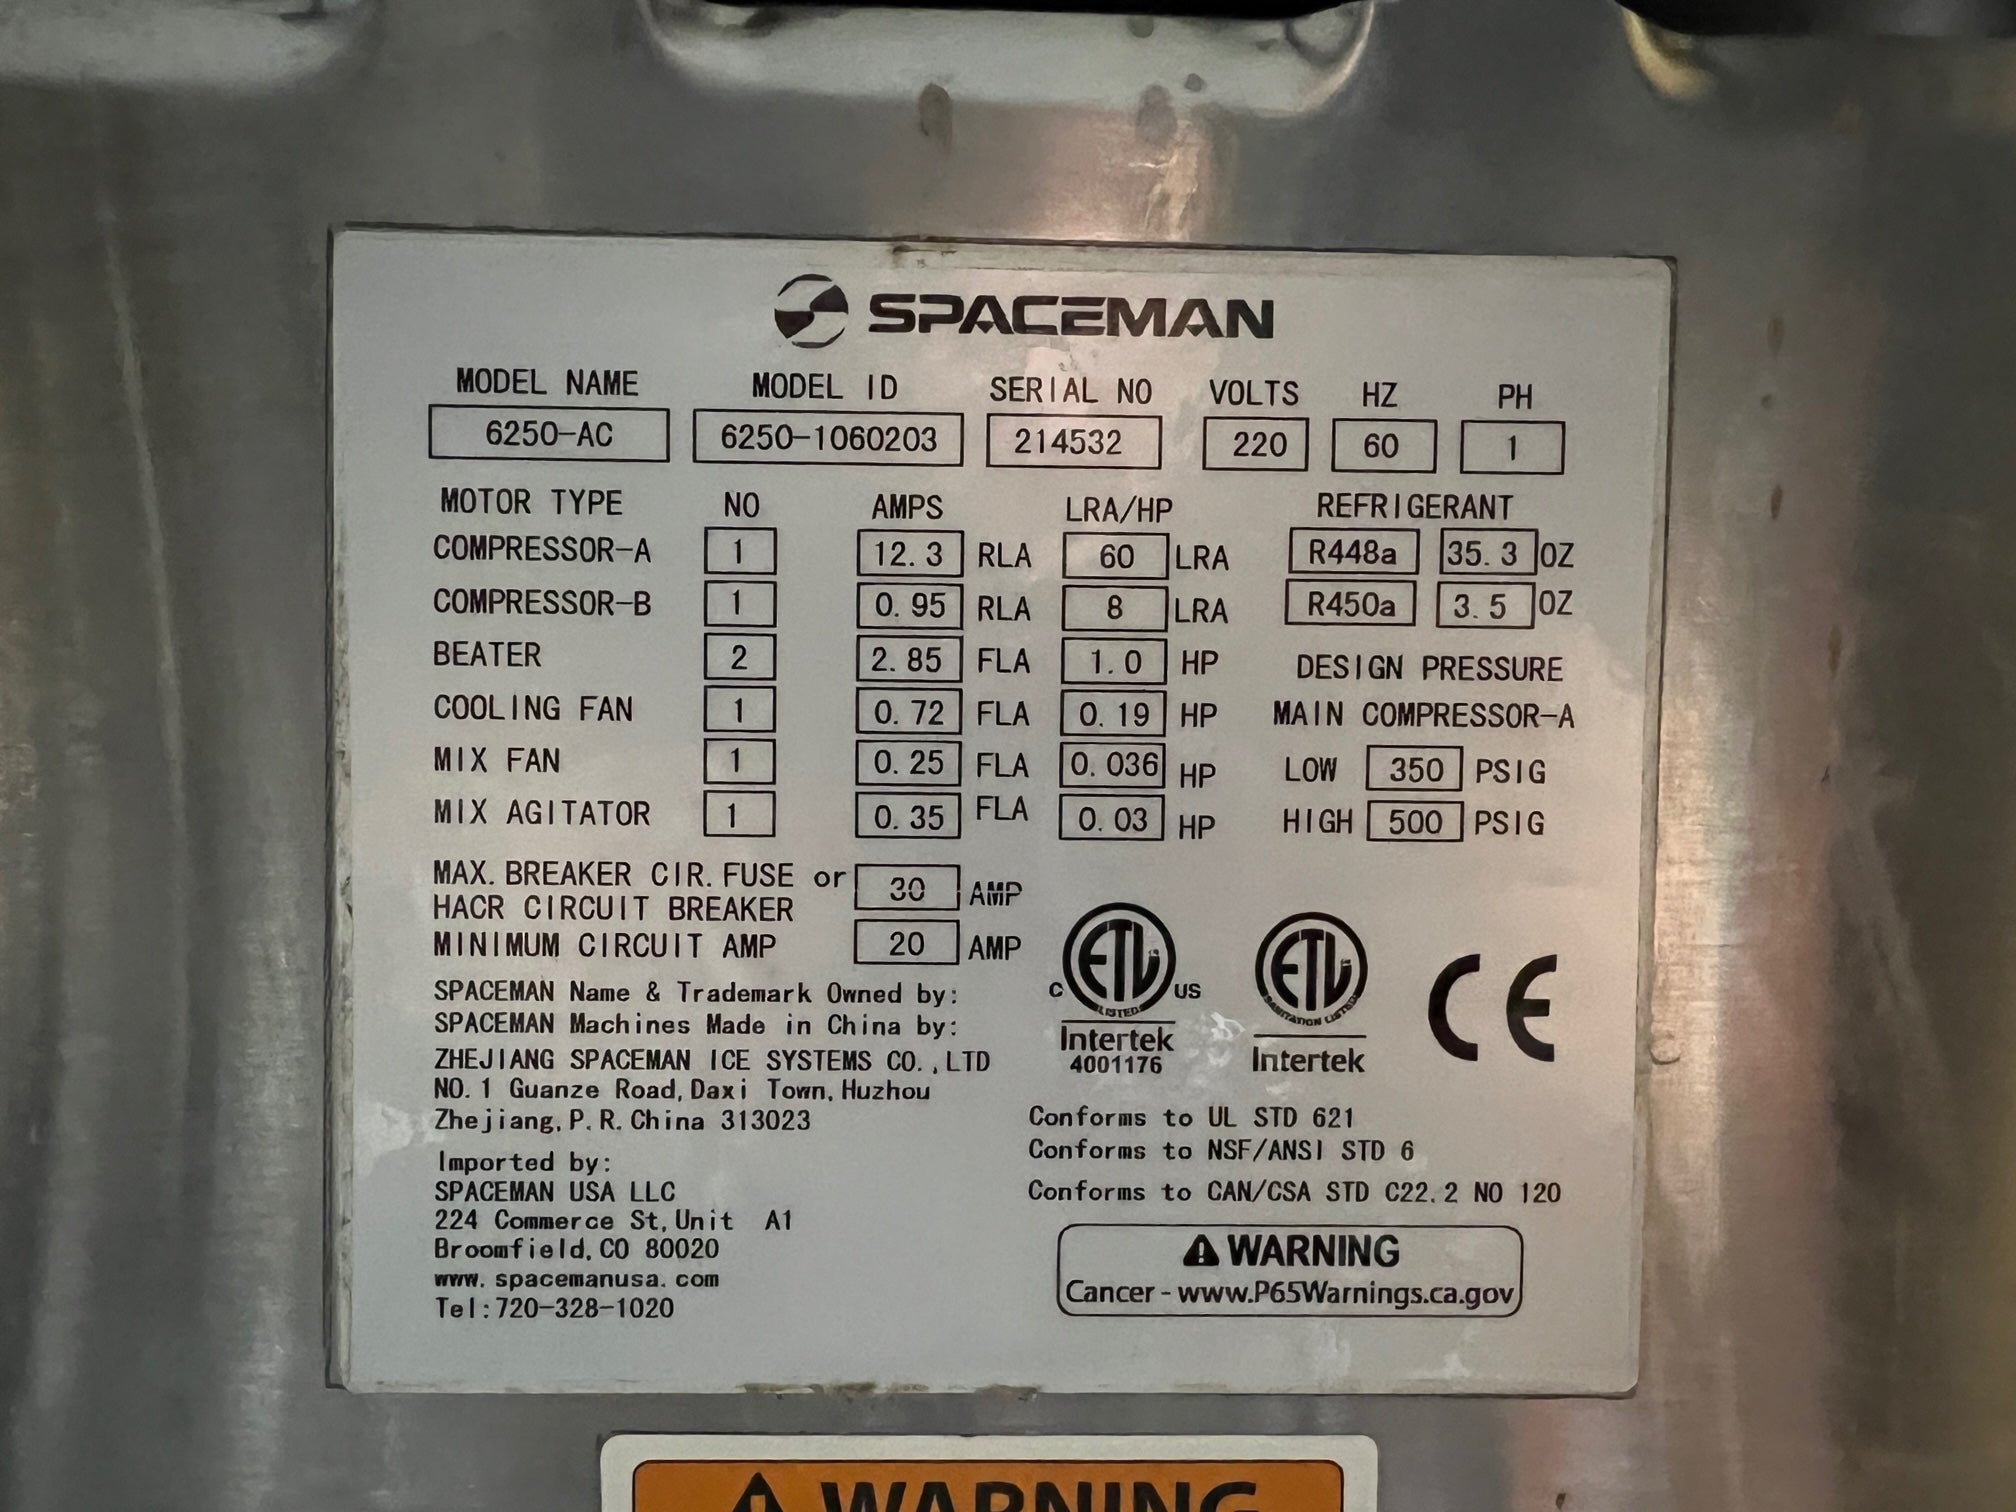 SPACEMAN
MODEL NAME MODEL ID SERIAL NO VOLTS HZ PH
6250-AC 6250-1060203 214532 220 60 1
MOTOR TYPE NO AMPS LRA/HP REFRIGERANT
COMPRESSOR-A 1 12.3 RLA 60 LRA R448a 35.3 OZ
COMPRESSOR-B 1 0.95 RLA 8 LRA R450a 3.5 OZ
BEATER 2 2.85 FLA 1.0 HP DESIGN PRESSURE
COOLING FAN 1 0.72 FLA 0.19 HP MAIN COMPRESSOR-A
MIX FAN 1 0.25 FLA 0.036 HP LOW 350 PSIG
MIX AGITATOR 1 0.35 FLA 0.03 HP HIGH 500 PSIG
MAX. BREAKER CIR. FUSE or 30 AMP
HACR CIRCUIT BREAKER
MINIMUM CIRCUIT AMP 20 AMP
SPACEMAN Name & Trademark Owned by:
SPACEMAN Machines Made in China by:
ZHEJIANG SPACEMAN ICE SYSTEMS CO.,LTD
NO.1 Guanze Road, Daxi Town, Huzhou
Zhejiang, P.R.China 313023
Imported by:
SPACEMAN USA LLC
224 Commerce St, Unit A1
Broomfield, CO 80020
www.spacemanusa.com
Tel:720-328-1020
C ETL US
LISTED
Intertek
4001176
ETL
SANITATION LISTED
Intertek
CE
Conforms to UL STD 621
Conforms to NSF/ANSI STD 6
Conforms to CAN/CSA STD C22.2 NO 120
WARNING
Cancer - www.P65Warnings.ca.gov
WARNING